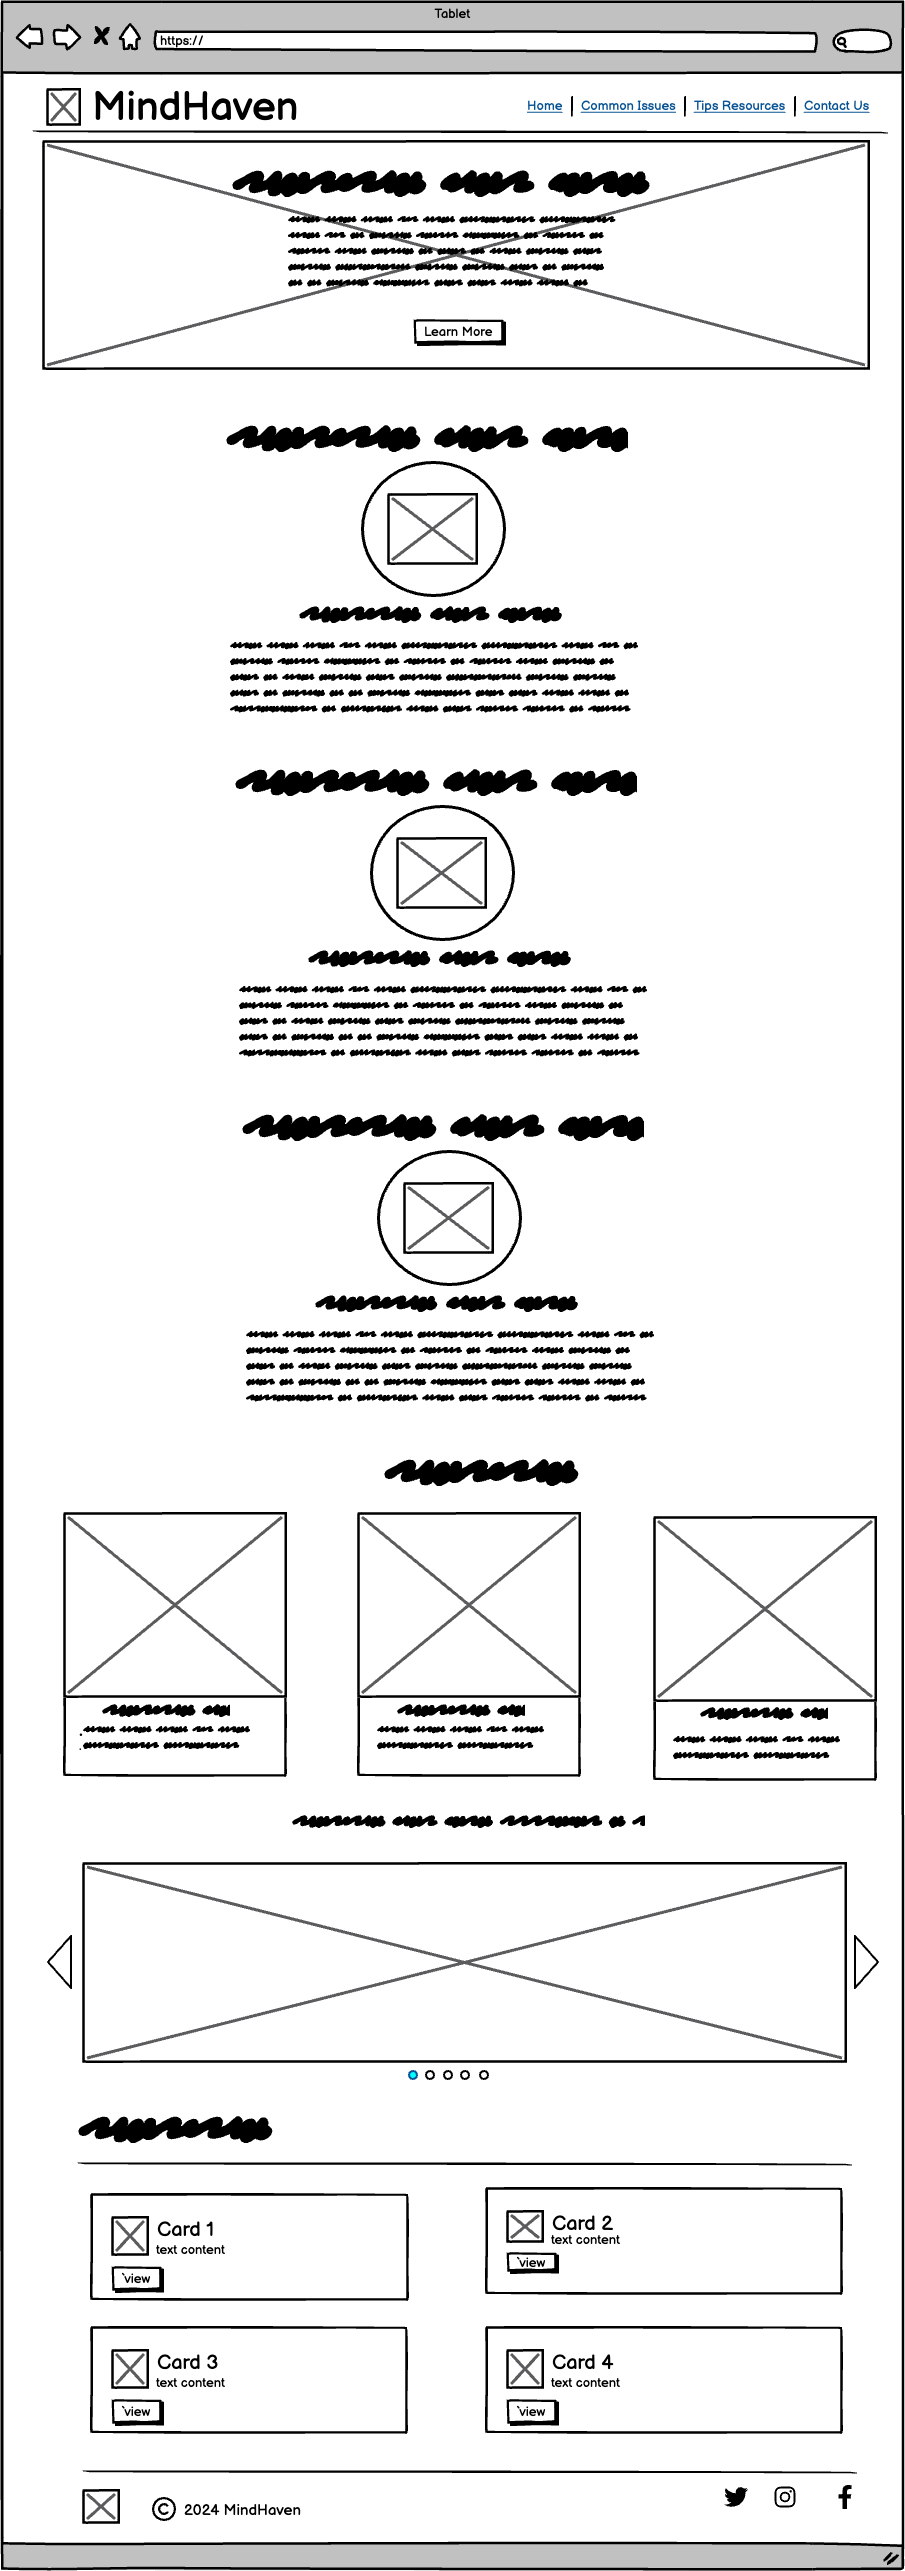 Tablet
https://
MindHaven
Home
Common Issues
Tips Resources
Contact Us
Learn More
Card 1
text content
`view
Card 2
text content
`view
Card 3
text content
`view
Card 4
text content
`view
© 2024 MindHaven